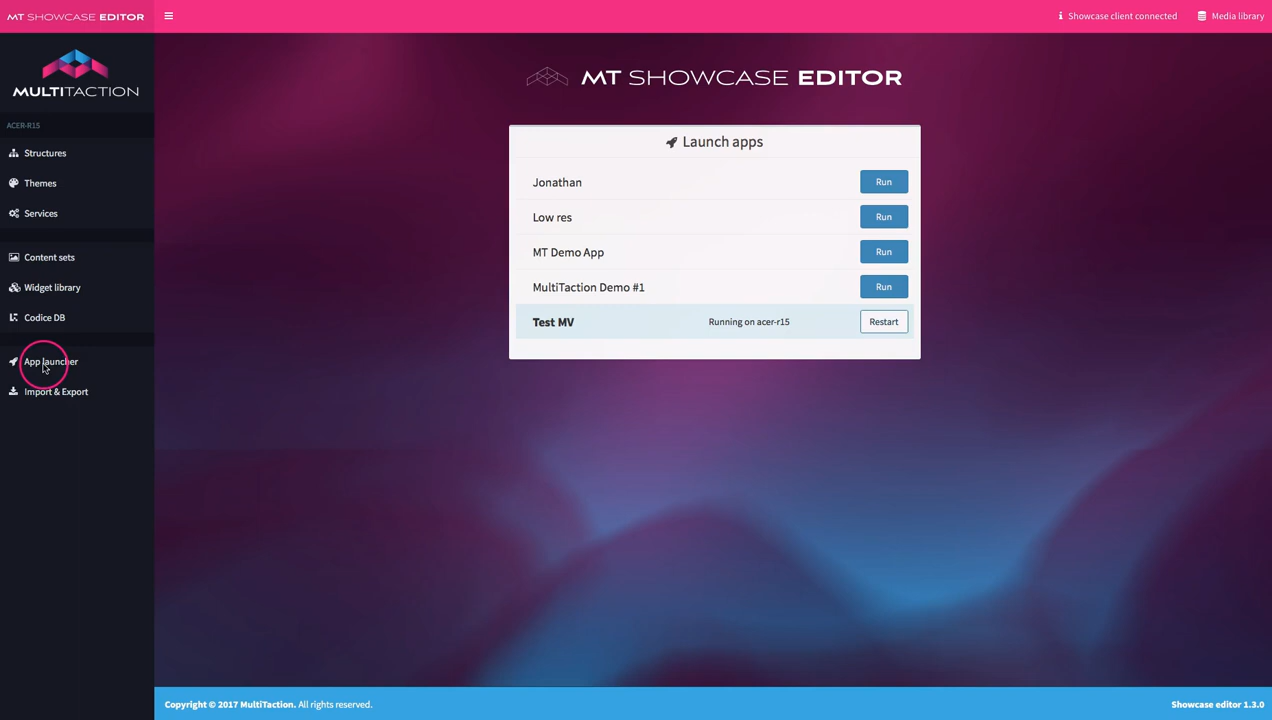 MT SHOWCASE EDITOR
Showcase client connected
Media library
MULTITACTION
ACER-R15
Structures
Themes
Services
Content sets
Widget library
Codice DB
App launcher
Import & Export
MT SHOWCASE EDITOR
Launch apps
Jonathan Run
Low res Run
MT Demo App Run
MultiTaction Demo #1 Run
Test MV Running on acer-r15 Restart
Copyright © 2017 MultiTaction. All rights reserved.
Showcase editor 1.3.0